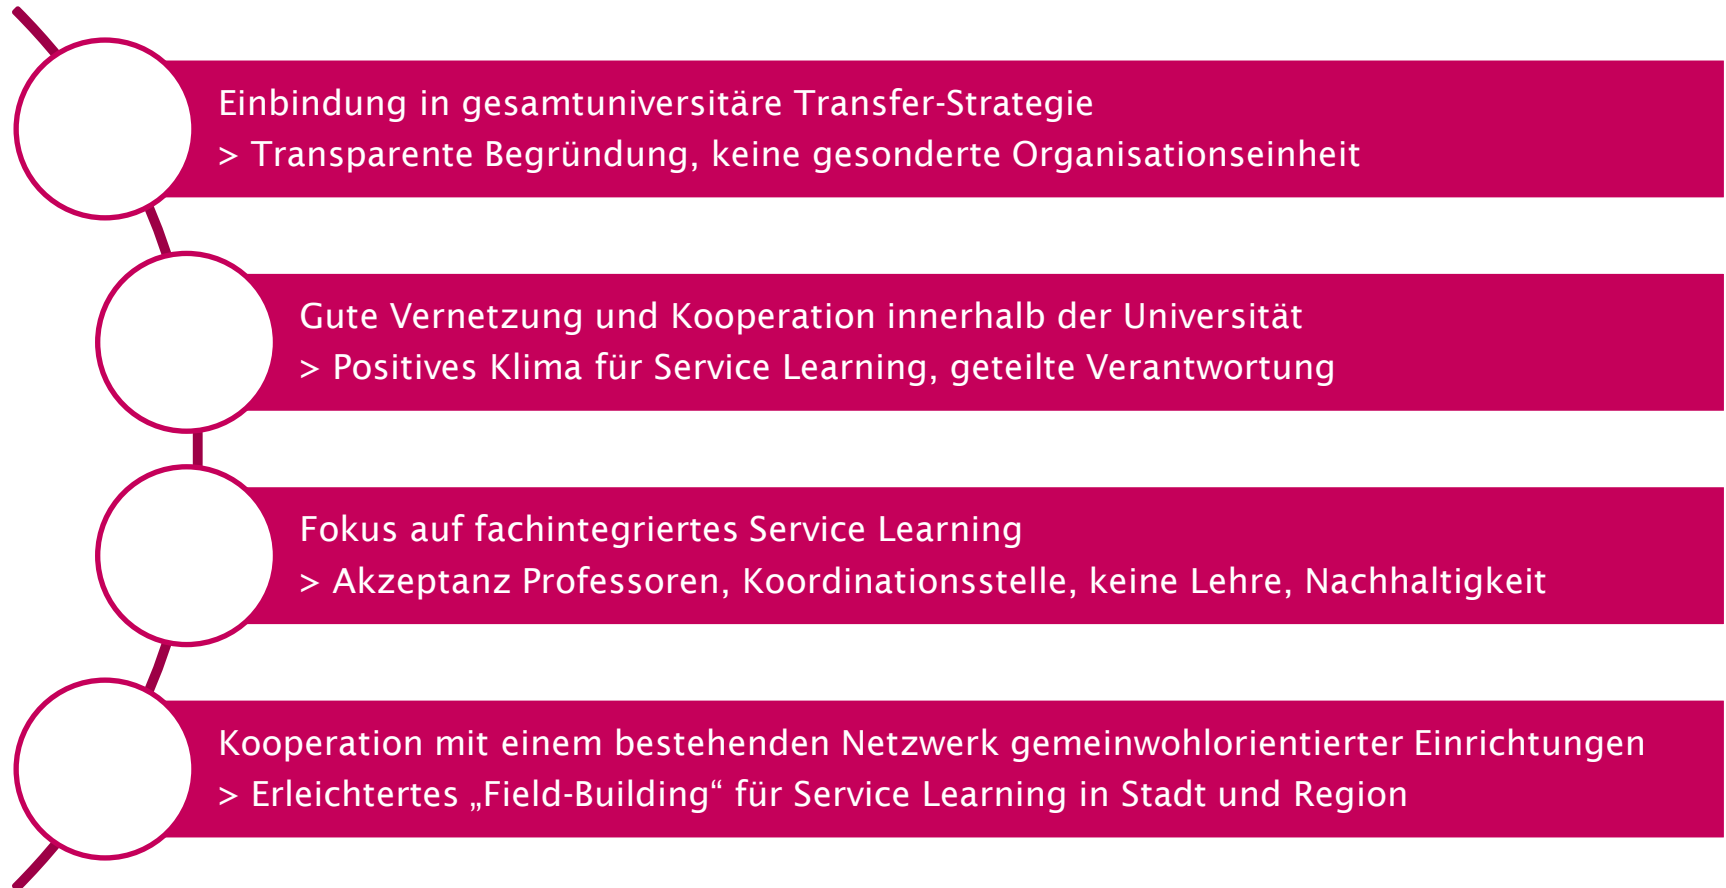 Einbindung in gesamtuniversitäre Transfer-Strategie
> Transparente Begründung, keine gesonderte Organisationseinheit
Gute Vernetzung und Kooperation innerhalb der Universität
> Positives Klima für Service Learning, geteilte Verantwortung
Fokus auf fachintegriertes Service Learning
> Akzeptanz Professoren, Koordinationsstelle, keine Lehre, Nachhaltigkeit
Kooperation mit einem bestehenden Netzwerk gemeinwohlorientierter Einrichtungen
> Erleichtertes „Field-Building“ für Service Learning in Stadt und Region